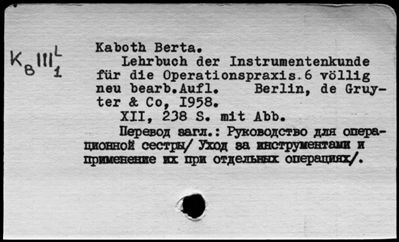 Kaboth Berta.
K B III L 1
Lehrbuch der Instrumentenkunde
für die Operationspraxis.6 völlig
neu bearb.Aufl. Berlin, de Gruy-
ter & Co, I958.
XII, 238 S. mit Abb.
Перевод загл.: Руководство для опера-
ционной сестры/ Уход за инструментами и
применение их при отдельных операциях/.